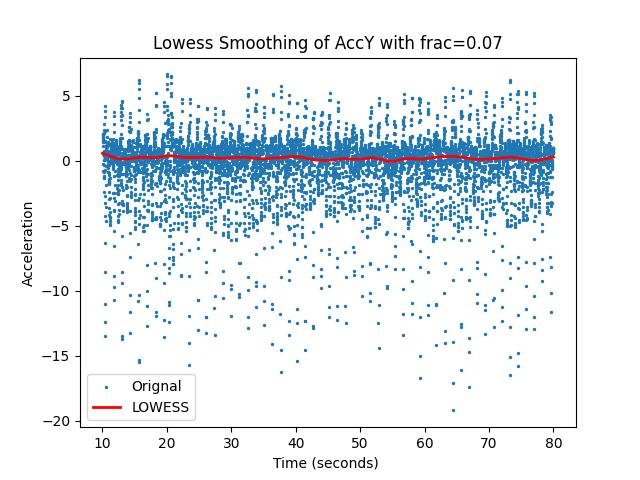 Lowess Smoothing of AccY with frac=0.07
5
0
−5
−10
−15
−20
Acceleration
Orignal
LOWESS
10 20 30 40 50 60 70 80
Time (seconds)